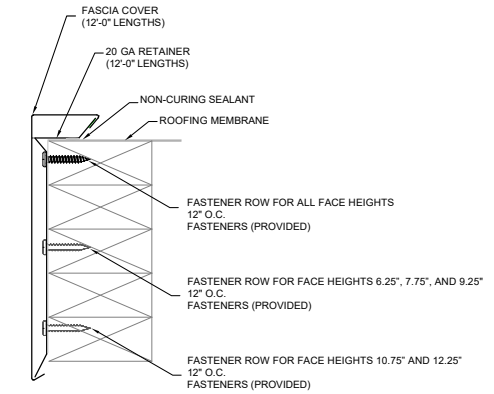 FASCIA COVER
(12'-0" LENGTHS)
20 GA RETAINER
(12'-0" LENGTHS)
NON-CURING SEALANT
ROOFING MEMBRANE
FASTENER ROW FOR ALL FACE HEIGHTS
12" O.C.
FASTENERS (PROVIDED)
FASTENER ROW FOR FACE HEIGHTS 6.25", 7.75", AND 9.25"
12" O.C.
FASTENERS (PROVIDED)
FASTENER ROW FOR FACE HEIGHTS 10.75" AND 12.25"
12" O.C.
FASTENERS (PROVIDED)